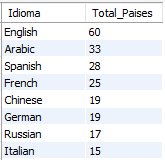 Idioma Total_Paises
English 60
Arabic 33
Spanish 28
French 25
Chinese 19
German 19
Russian 17
Italian 15